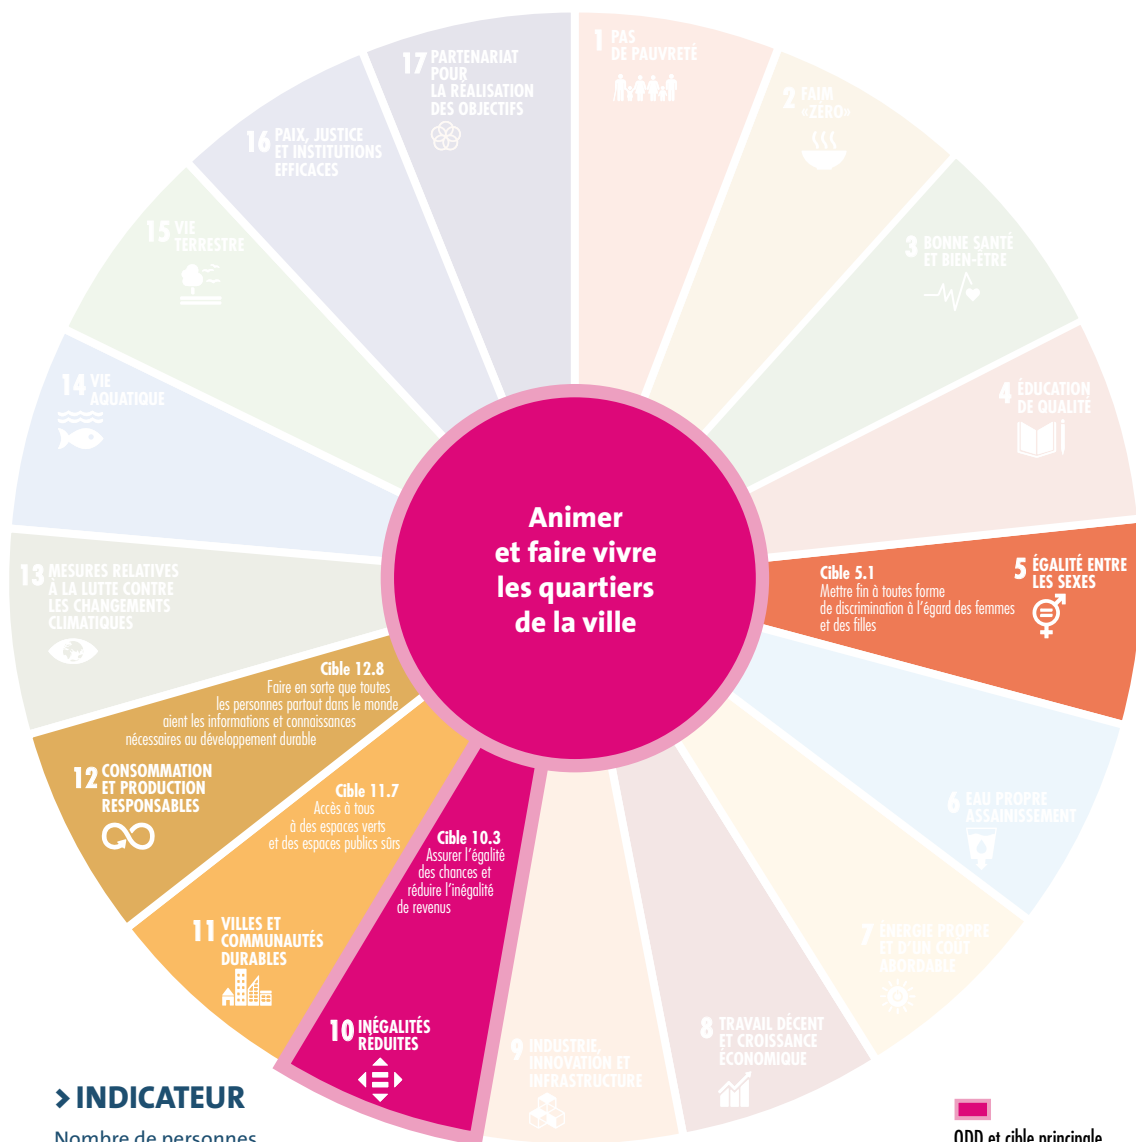 1 PAS
DE PAUVRETÉ
2 FAIM
«ZÉRO»
3 BONNE SANTÉ
ET BIEN-ÊTRE
4 ÉDUCATION
DE QUALITÉ
5 ÉGALITÉ ENTRE
LES SEXES
Cible 5.1
Mettre fin à toutes forme
de discrimination à l'égard des femmes
et des filles
6 EAU PROPRE
ASSAINISSEMENT
7 ÉNERGIE PROPRE
ET D'UN COÛT
ABORDABLE
8 TRAVAIL DÉCENT
ET CROISSANCE
ÉCONOMIQUE
9 INDUSTRIE,
INNOVATION ET
INFRASTRUCTURE
Cible 10.3
Assurer l'égalité
des chances et
réduire l'inégalité
de revenus
10 INÉGALITÉS
RÉDUITES
Cible 11.7
Accès à tous
à des espaces verts
et des espaces publics sûrs
11 VILLES ET
COMMUNAUTÉS
DURABLES
Cible 12.8
Faire en sorte que toutes
les personnes partout dans le monde
aient les informations et connaissances
nécessaires au développement durable
12 CONSOMMATION
ET PRODUCTION
RESPONSABLES
13 MESURES RELATIVES
À LA LUTTE CONTRE
LES CHANGEMENTS
CLIMATIQUES
14 VIE
AQUATIQUE
15 VIE
TERRESTRE
16 PAIX, JUSTICE
ET INSTITUTIONS
EFFICACES
17 PARTENARIAT
POUR
LA RÉALISATION
DES OBJECTIFS
Animer
et faire vivre
les quartiers
de la ville
> INDICATEUR
Nombre de personnes
ODD et cible principale